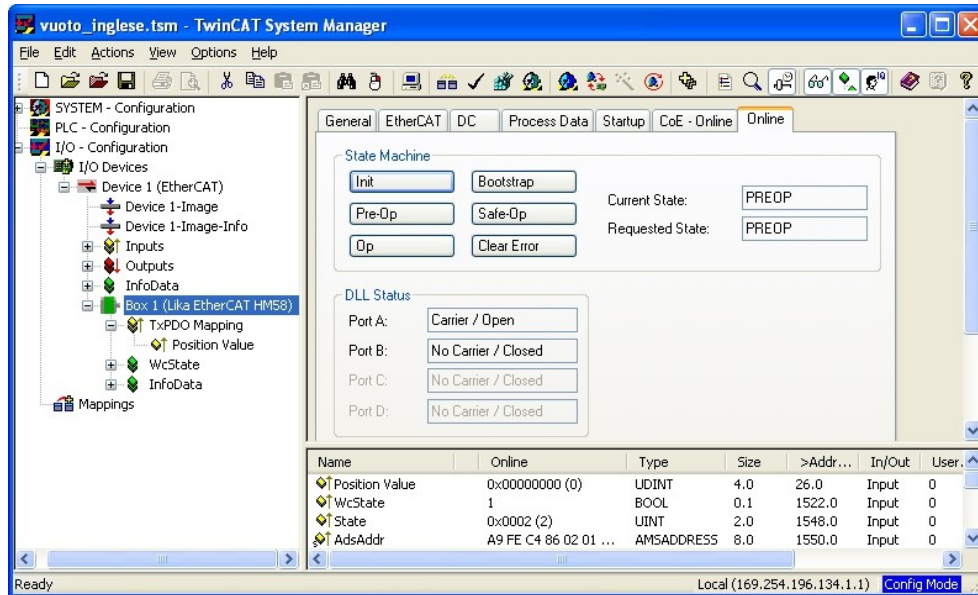 vuoto_inglese.tsm - TwinCAT System Manager
File Edit Actions View Options Help
SYSTEM - Configuration
PLC - Configuration
I/O - Configuration
I/O Devices
Device 1 (EtherCAT)
Device 1-Image
Device 1-Image-Info
Inputs
Outputs
InfoData
Box 1 (Lika EtherCAT HM58)
TxPDO Mapping
Position Value
WcState
InfoData
Mappings
General EtherCAT DC Process Data Startup CoE - Online Online
State Machine
Init Bootstrap
Pre-Op Safe-Op
Op Clear Error
Current State: PREOP
Requested State: PREOP
DLL Status
Port A: Carrier / Open
Port B: No Carrier / Closed
Port C: No Carrier / Closed
Port D: No Carrier / Closed
Name Online Type Size >Addr... In/Out User.
Position Value 0x00000000 (0) UDINT 4.0 26.0 Input 0
WcState 1 BOOL 0.1 1522.0 Input 0
State 0x0002 (2) UINT 2.0 1548.0 Input 0
AdsAddr A9 FE C4 86 02 01 ... AMSADDRESS 8.0 1550.0 Input 0
Ready Local (169.254.196.134.1.1) Config Mode